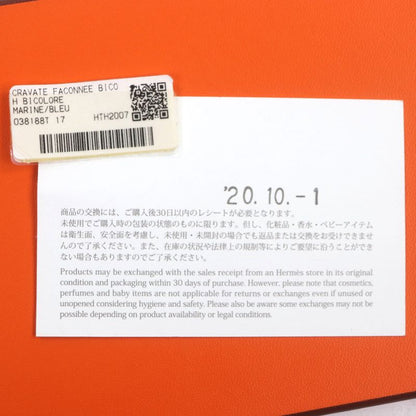 CRAVATE FACONNEE BICO
H BICOLORE
MARINE/BLEU
038188T 17 HTH2007
'20.10.-1
商品の交換には、ご購入後30日以内のレシートが必要となります。
未使用でご購入時の包装の状態のものに限ります。但し、化粧品・香水・ベビーアイテム
は衛生面、安全面を考慮し、未使用・未開封の場合でも返品または交換をお受けできませ
んのでご了承ください。また、在庫の状況や法律上の規制等によりご要望に沿うことができ
ない場合もありますのでご了承ください。
Products may be exchanged with the sales receipt from an Hermès store in its original
condition and packaging within 30 days of purchase. However, please note that cosmetics,
perfumes and baby items are not applicable for returns or exchanges even if unused or
unopened considering hygiene and safety. Please also be aware some exchanges may not be
possible depending on product availability or legal constraints.